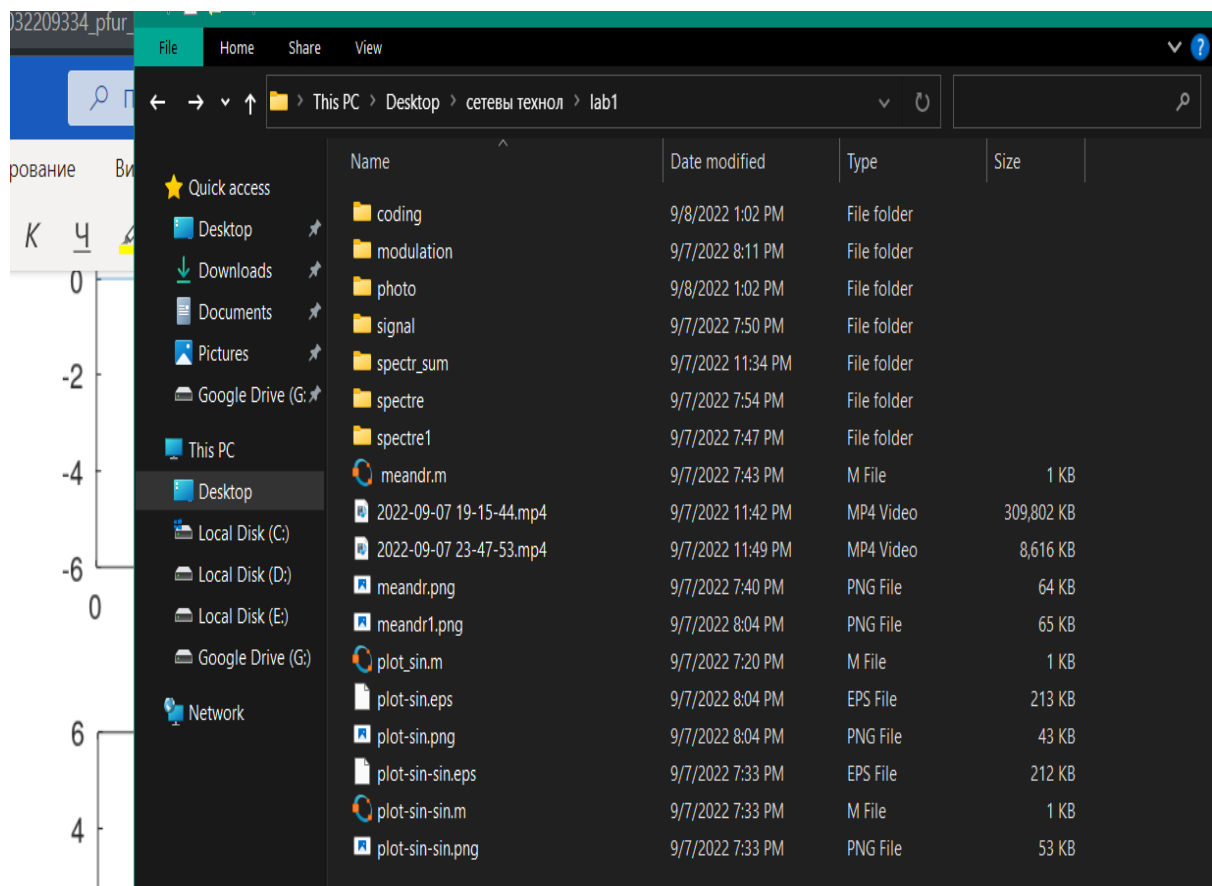 032209334_pfur_
File Home Share View
This PC > Desktop > сетевы технол > lab1
рование Ви
К Ч
0
-2
-4
-6
0
6
4
Quick access
Desktop
Downloads
Documents
Pictures
Google Drive (G:
This PC
Desktop
Local Disk (C:)
Local Disk (D:)
Local Disk (E:)
Google Drive (G:)
Network
Name Date modified Type Size
coding 9/8/2022 1:02 PM File folder
modulation 9/7/2022 8:11 PM File folder
photo 9/8/2022 1:02 PM File folder
signal 9/7/2022 7:50 PM File folder
spectr_sum 9/7/2022 11:34 PM File folder
spectre 9/7/2022 7:54 PM File folder
spectre1 9/7/2022 7:47 PM File folder
meandr.m 9/7/2022 7:43 PM M File 1 KB
2022-09-07 19-15-44.mp4 9/7/2022 11:42 PM MP4 Video 309,802 KB
2022-09-07 23-47-53.mp4 9/7/2022 11:49 PM MP4 Video 8,616 KB
meandr.png 9/7/2022 7:40 PM PNG File 64 KB
meandr1.png 9/7/2022 8:04 PM PNG File 65 KB
plot_sin.m 9/7/2022 7:20 PM M File 1 KB
plot-sin.eps 9/7/2022 8:04 PM EPS File 213 KB
plot-sin.png 9/7/2022 8:04 PM PNG File 43 KB
plot-sin-sin.eps 9/7/2022 7:33 PM EPS File 212 KB
plot-sin-sin.m 9/7/2022 7:33 PM M File 1 KB
plot-sin-sin.png 9/7/2022 7:33 PM PNG File 53 KB